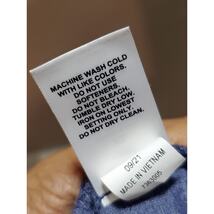 MACHINE WASH COLD
WITH LIKE COLORS.
DO NOT USE
SOFTENERS.
DO NOT BLEACH.
TUMBLE DRY LOW.
IRON ON LOWEST
SETTING ONLY.
DO NOT DRY CLEAN.
09/21
MADE IN VIETNAM